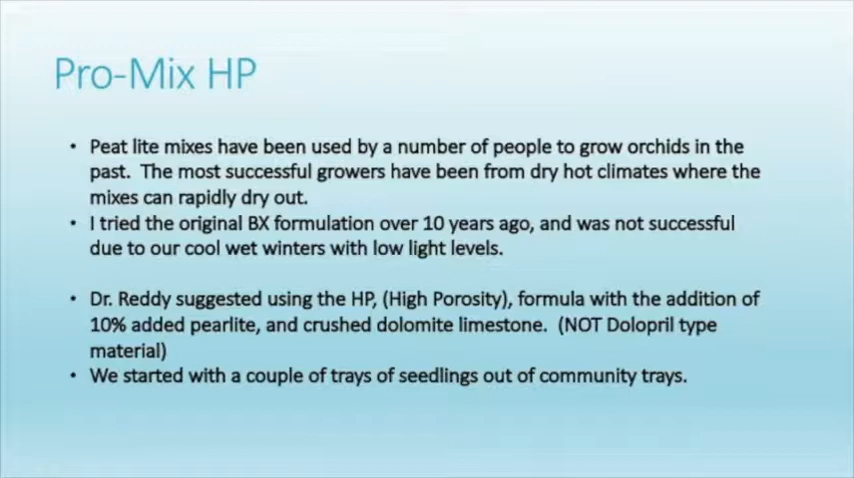 Pro-Mix HP
• Peat lite mixes have been used by a number of people to grow orchids in the
past. The most successful growers have been from dry hot climates where the
mixes can rapidly dry out.
• I tried the original BX formulation over 10 years ago, and was not successful
due to our cool wet winters with low light levels.
• Dr. Reddy suggested using the HP, (High Porosity), formula with the addition of
10% added pearlite, and crushed dolomite limestone. (NOT Dolopril type
material)
• We started with a couple of trays of seedlings out of community trays.